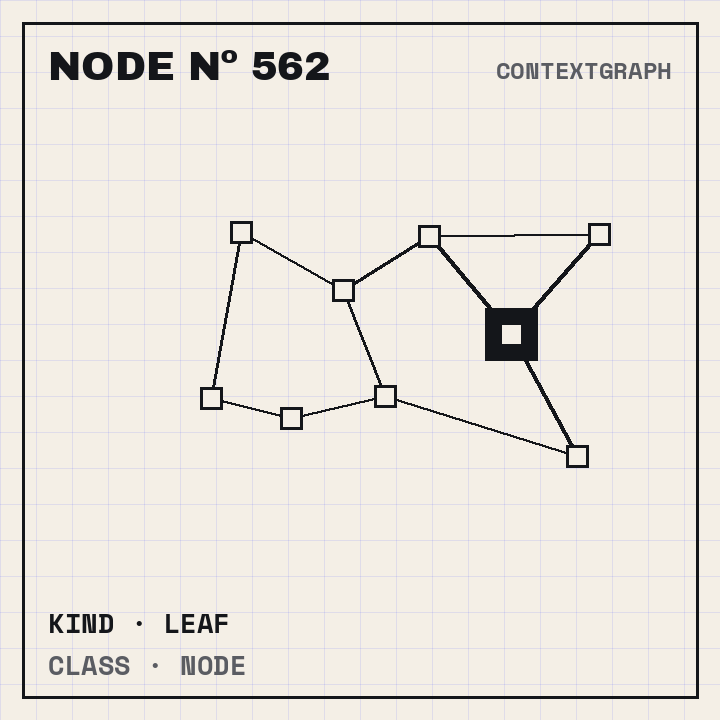 NODE Nº 562
CONTEXTGRAPH
KIND · LEAF
CLASS · NODE